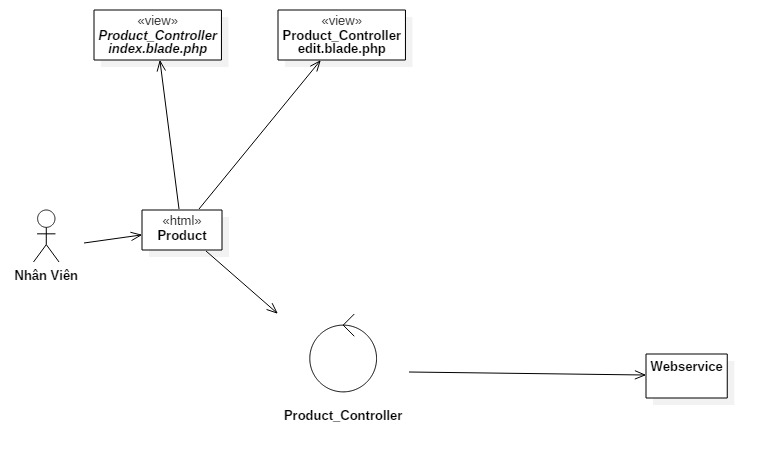 «view»
Product_Controller
index.blade.php
«view»
Product_Controller
edit.blade.php
«html»
Product
Nhân Viên
Webservice
Product_Controller